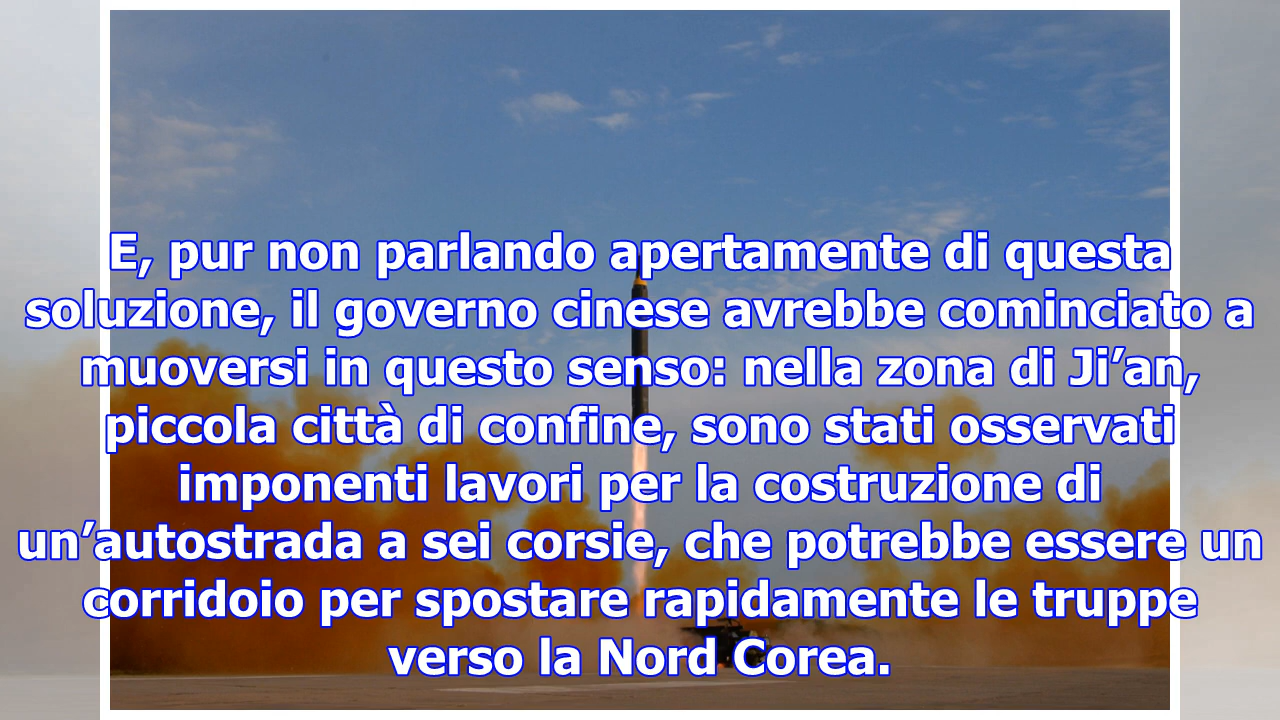 E, pur non parlando apertamente di questa
soluzione, il governo cinese avrebbe cominciato a
muoversi in questo senso: nella zona di Ji’an,
piccola città di confine, sono stati osservati
imponenti lavori per la costruzione di
un’autostrada a sei corsie, che potrebbe essere un
corridoio per spostare rapidamente le truppe
verso la Nord Corea.